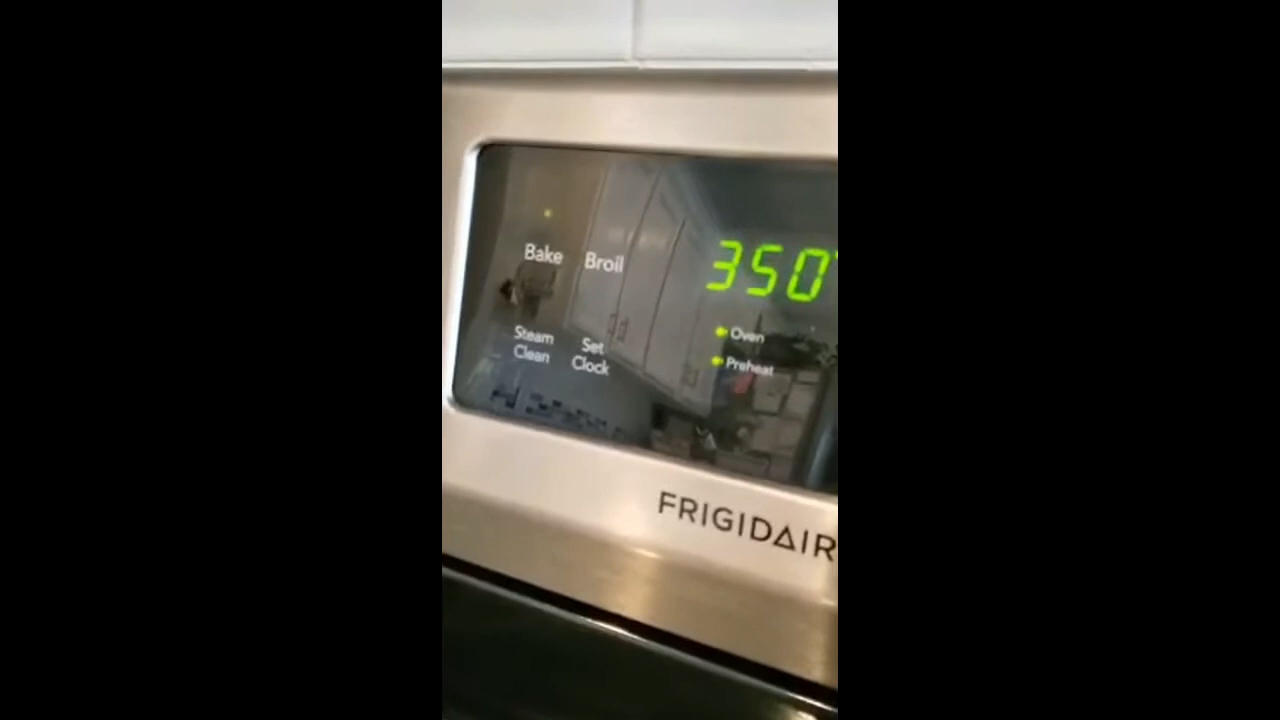 Bake Broil 350°
Oven
Steam Clean
Set Clock
Preheat
FRIGIDAIR